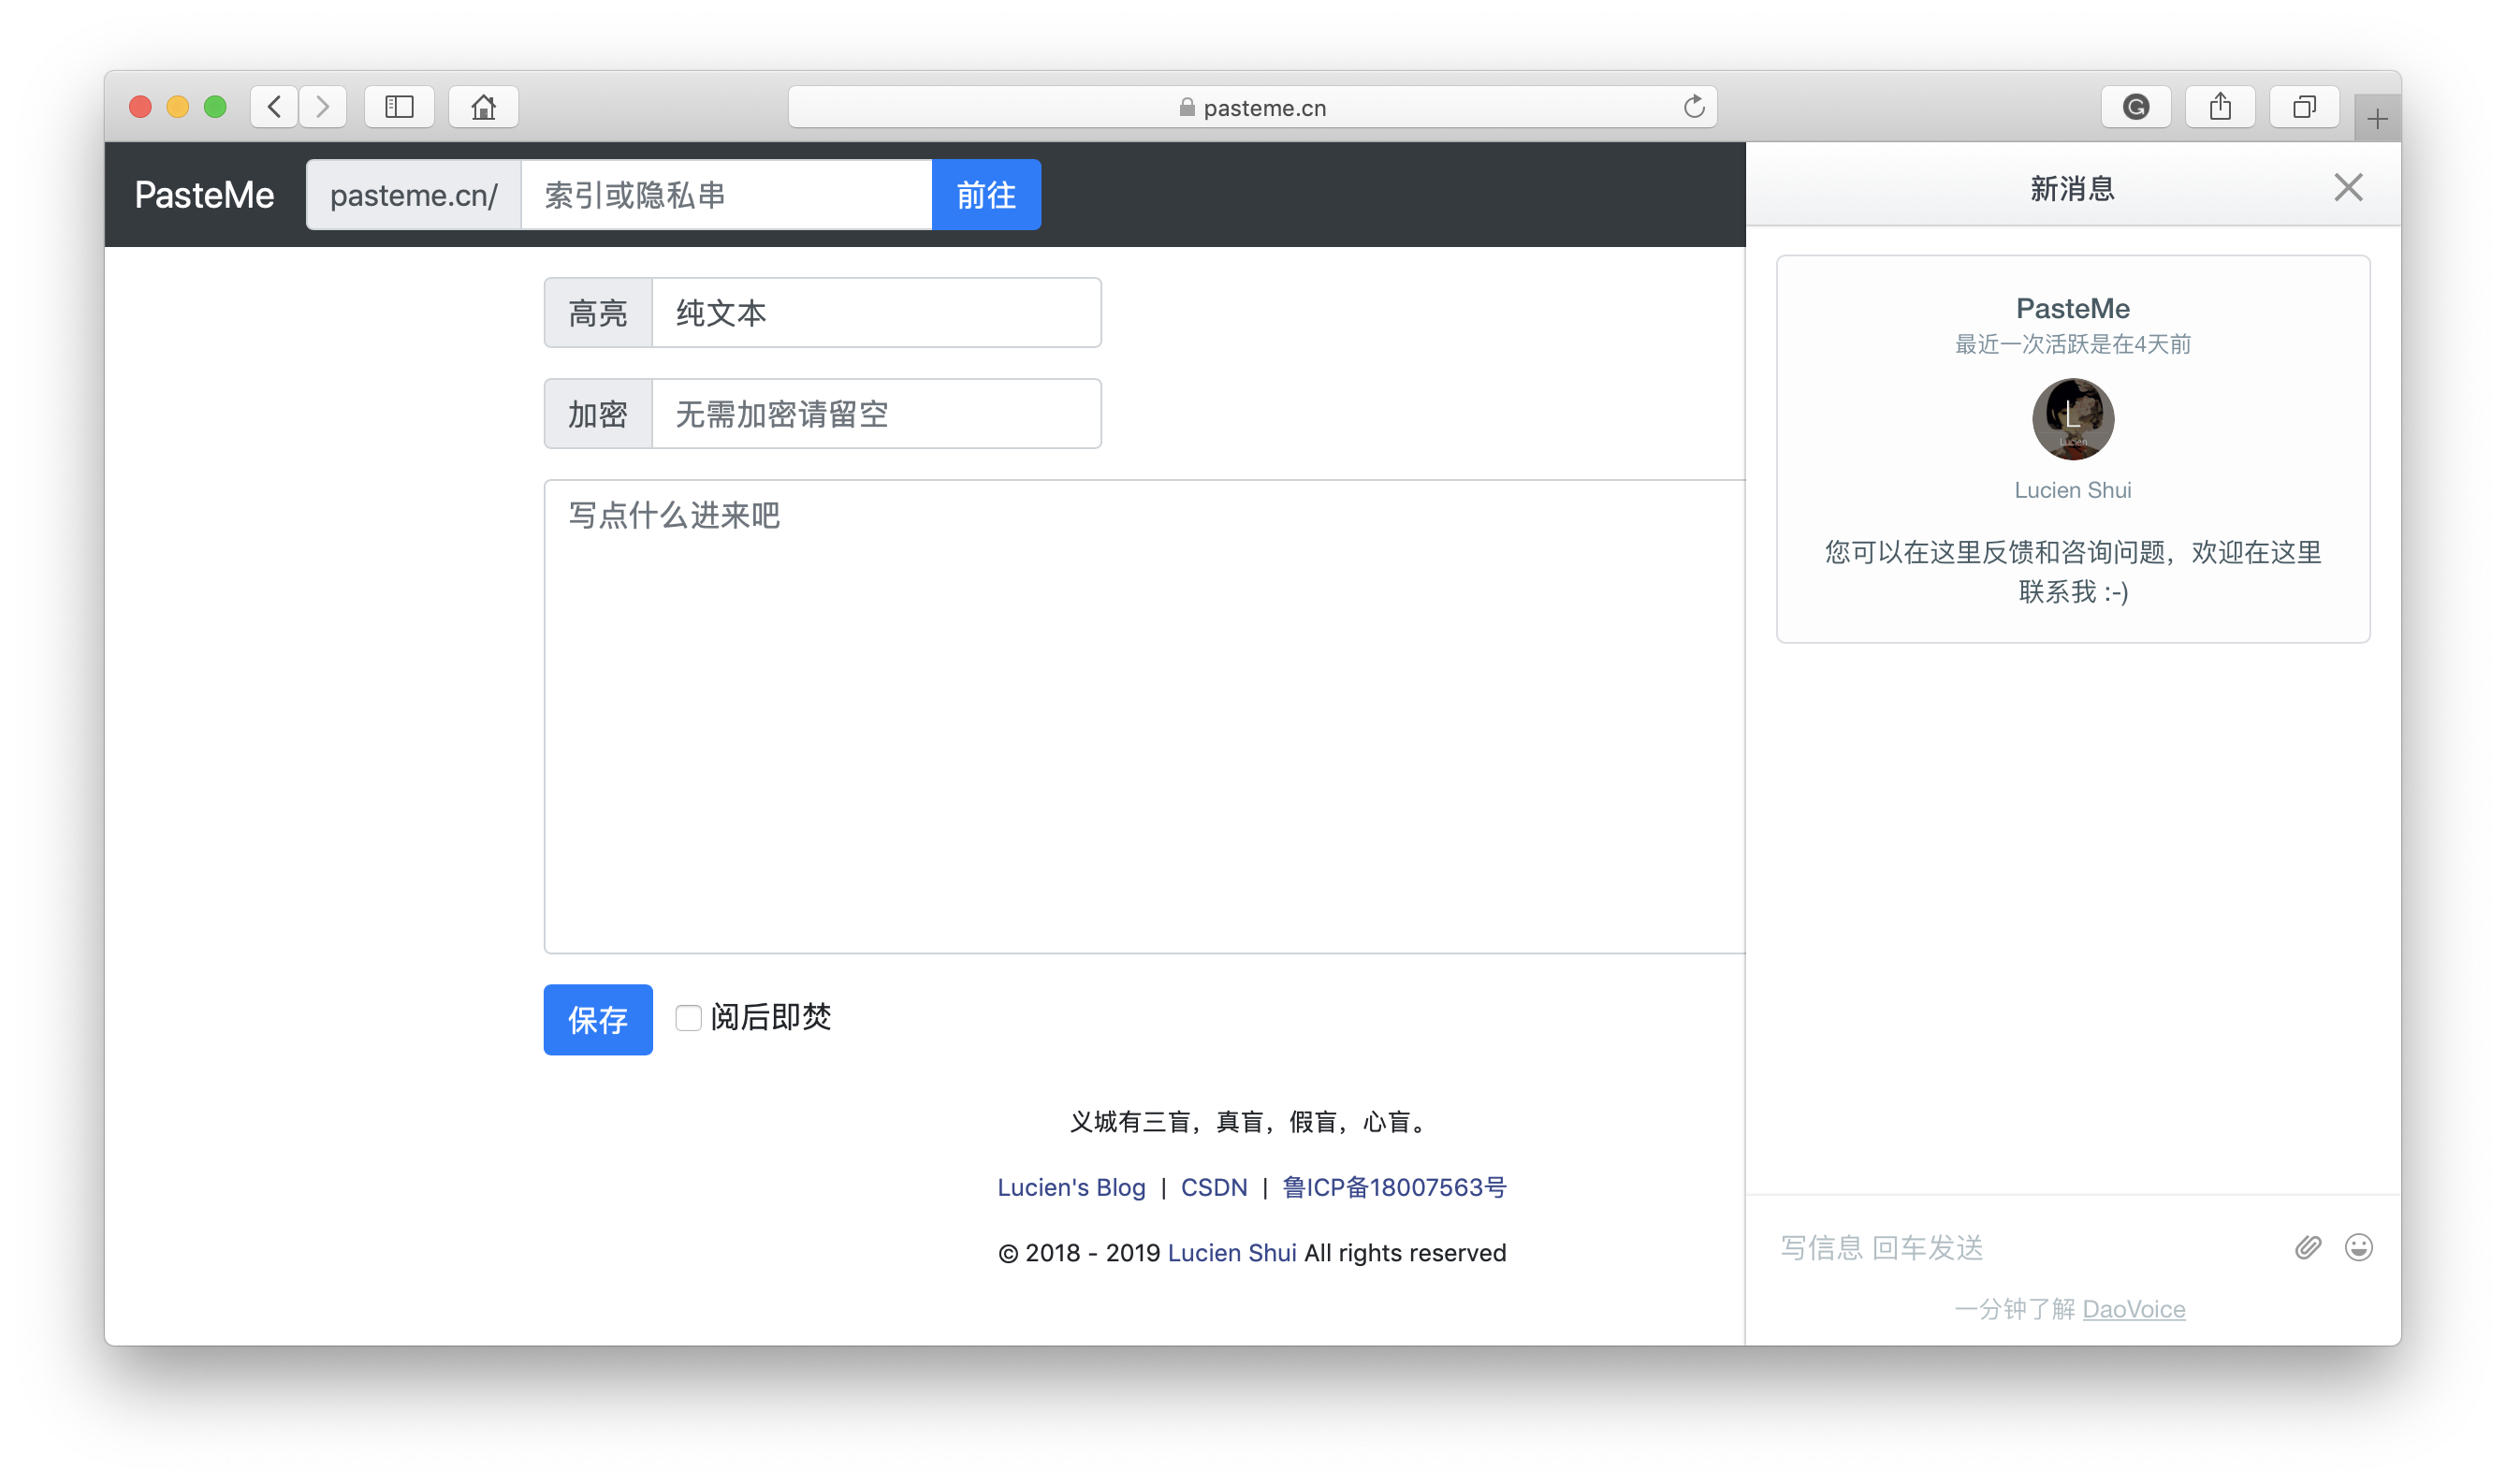 pasteme.cn
PasteMe
pasteme.cn/
索引或隐私串
前往
高亮
纯文本
加密
无需加密请留空
写点什么进来吧
保存
阅后即焚
义城有三盲，真盲，假盲，心盲。
Lucien's Blog | CSDN | 鲁ICP备18007563号
© 2018 - 2019 Lucien Shui All rights reserved
新消息
PasteMe
最近一次活跃是在4天前
L
Lucien
Lucien Shui
您可以在这里反馈和咨询问题，欢迎在这里
联系我 :-)
写信息 回车发送
一分钟了解 DaoVoice